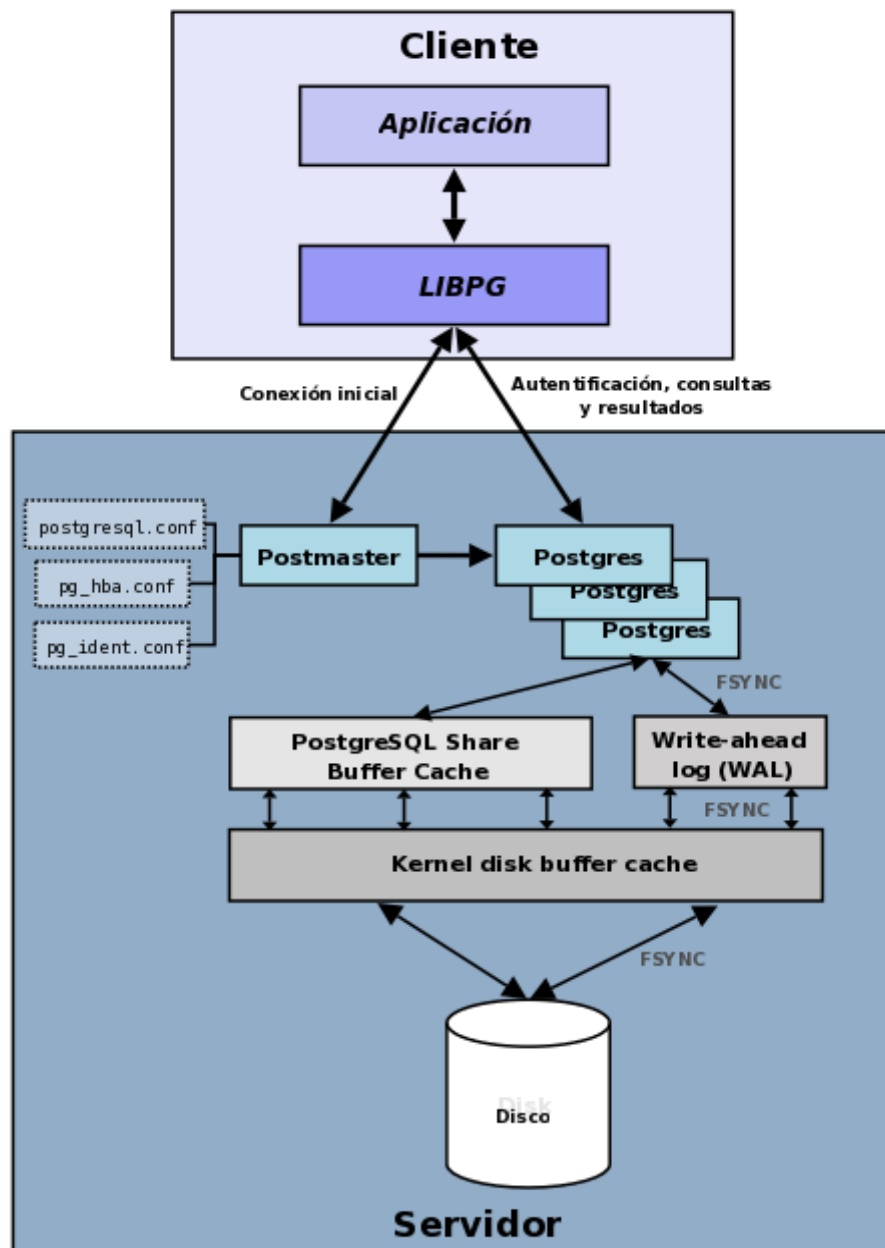 Cliente
Aplicación
LIBPG
Conexión inicial
Autentificación, consultas
y resultados
postgresql.conf
pg_hba.conf
pg_ident.conf
Postmaster
Postgres
Postgres
Postgres
FSYNC
PostgreSQL Share
Buffer Cache
Write-ahead
log (WAL)
FSYNC
Kernel disk buffer cache
FSYNC
Disk
Disco
Servidor